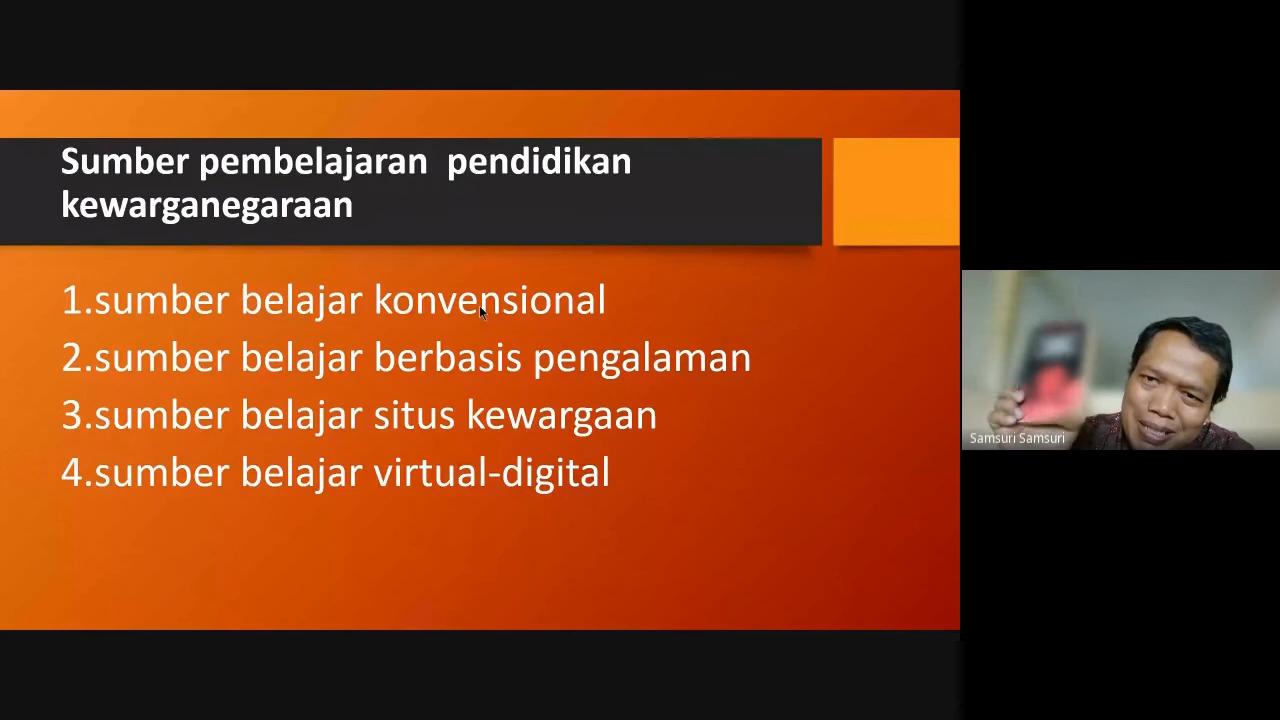 Sumber pembelajaran  pendidikan
kewarganegaraan
1.sumber belajar konvensional
2.sumber belajar berbasis pengalaman
3.sumber belajar situs kewargaan
4.sumber belajar virtual-digital
Samsuri Samsuri